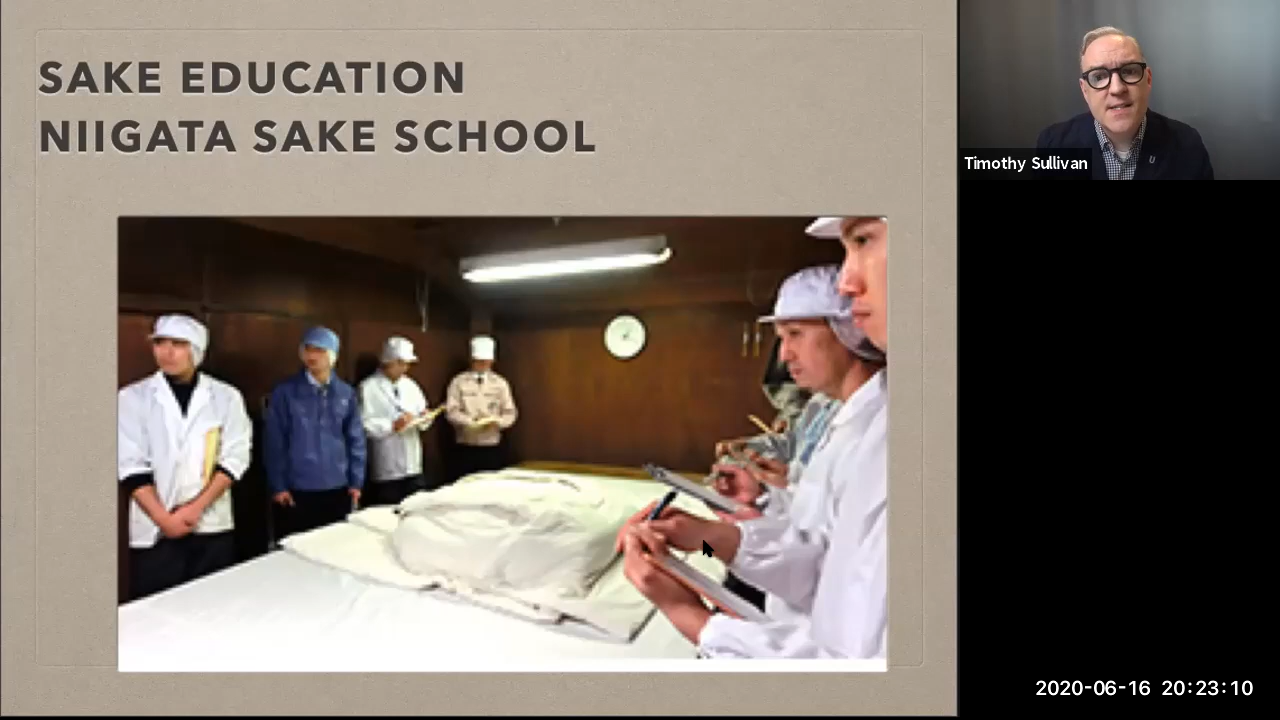 SAKE EDUCATION
NIIGATA SAKE SCHOOL
Timothy Sullivan
2020-06-16 20:23:10